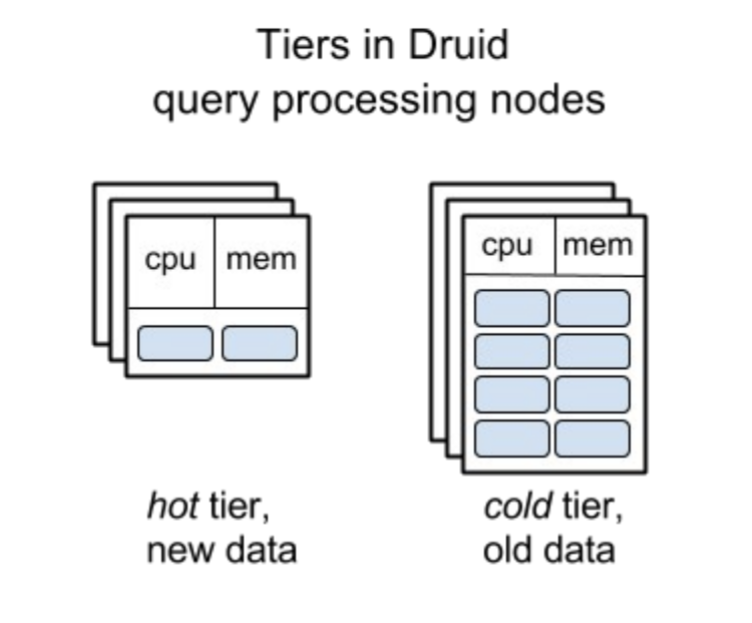 Tiers in Druid
query processing nodes
cpu mem
cpu mem
hot tier,
new data
cold tier,
old data